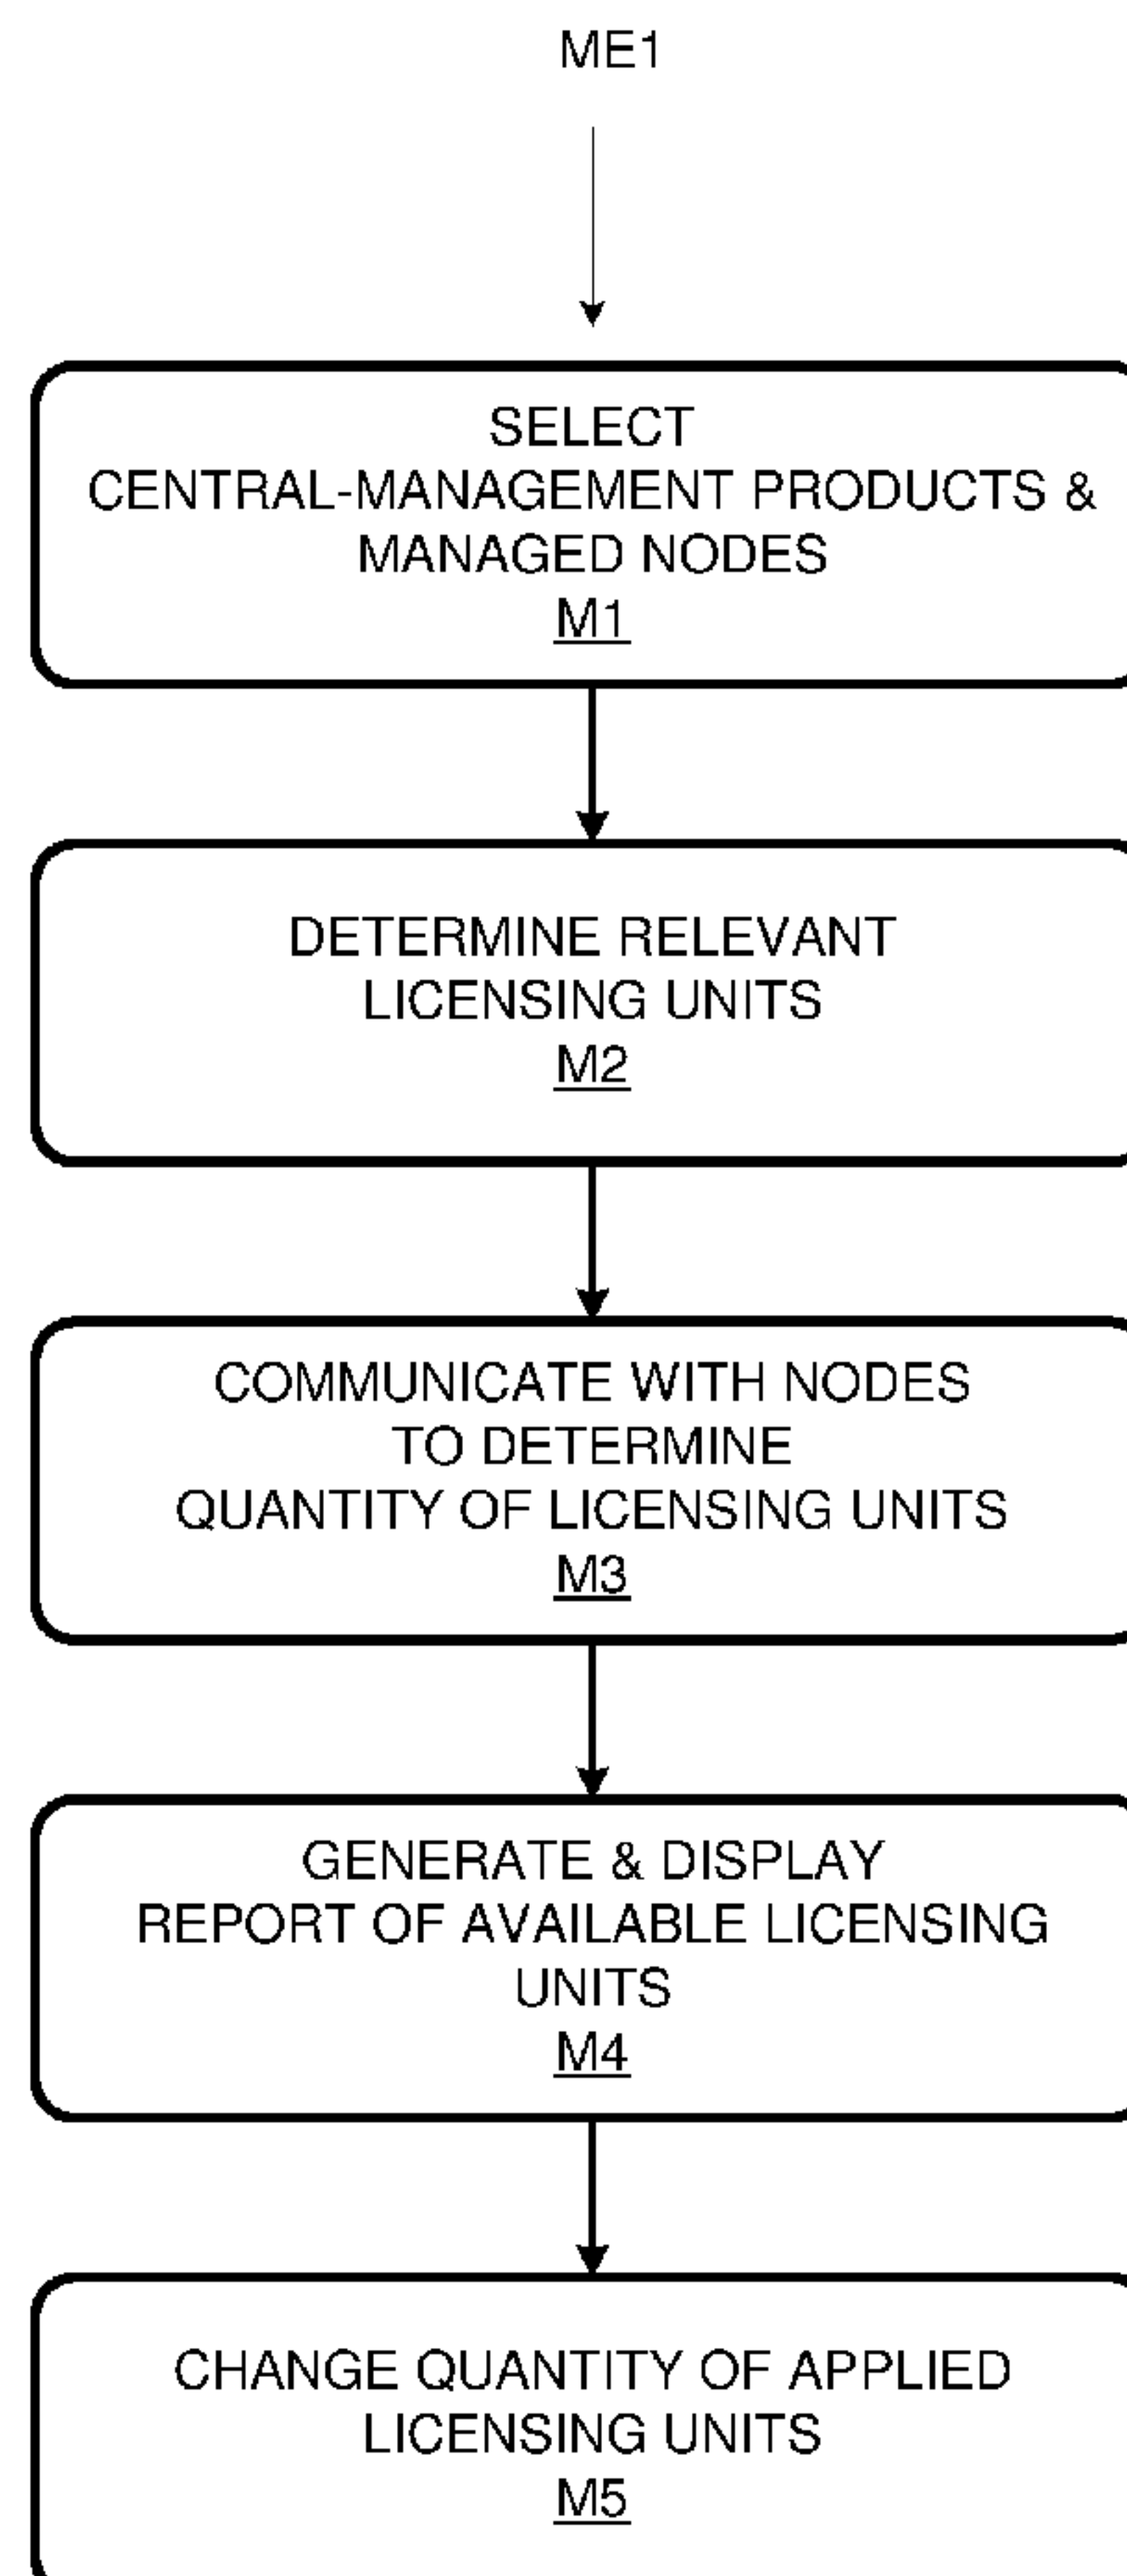 ME1
SELECT
CENTRAL-MANAGEMENT PRODUCTS &
MANAGED NODES
M1
DETERMINE RELEVANT
LICENSING UNITS
M2
COMMUNICATE WITH NODES
TO DETERMINE
QUANTITY OF LICENSING UNITS
M3
GENERATE & DISPLAY
REPORT OF AVAILABLE LICENSING
UNITS
M4
CHANGE QUANTITY OF APPLIED
LICENSING UNITS
M5